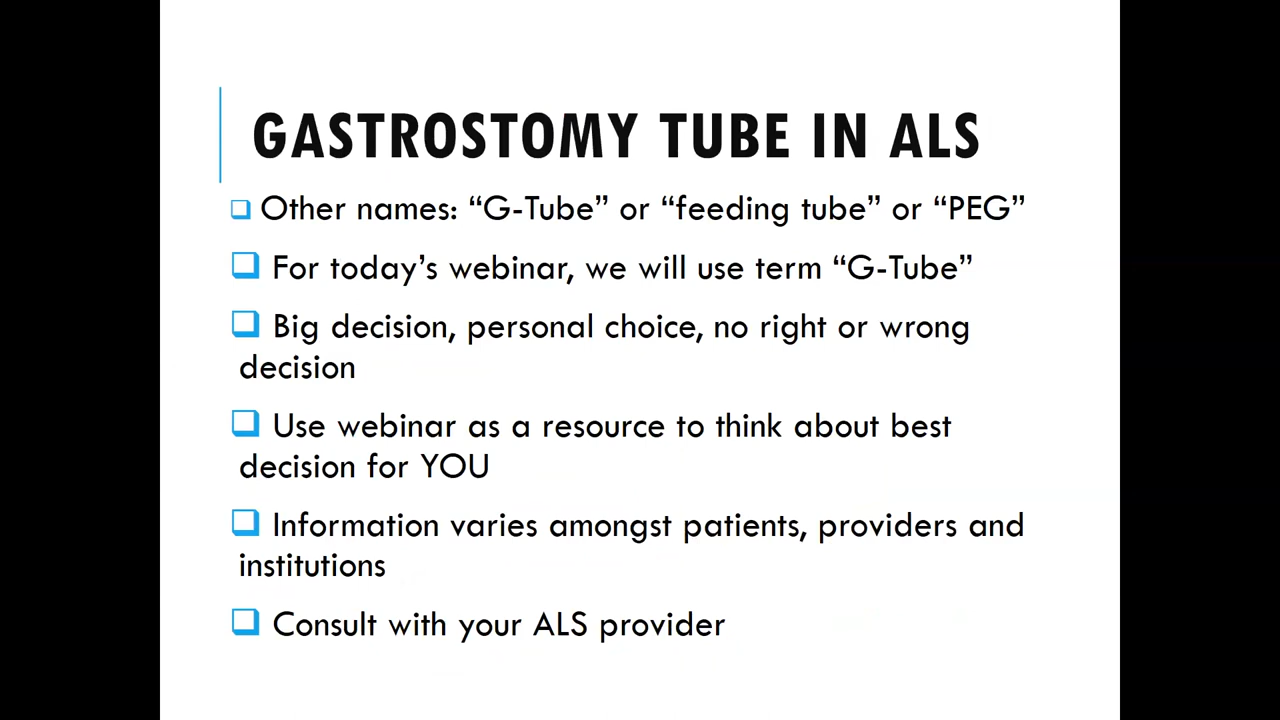 GASTROSTOMY TUBE IN ALS
Other names: “G-Tube” or “feeding tube” or “PEG”
For today’s webinar, we will use term “G-Tube”
Big decision, personal choice, no right or wrong
decision
Use webinar as a resource to think about best
decision for YOU
Information varies amongst patients, providers and
institutions
Consult with your ALS provider